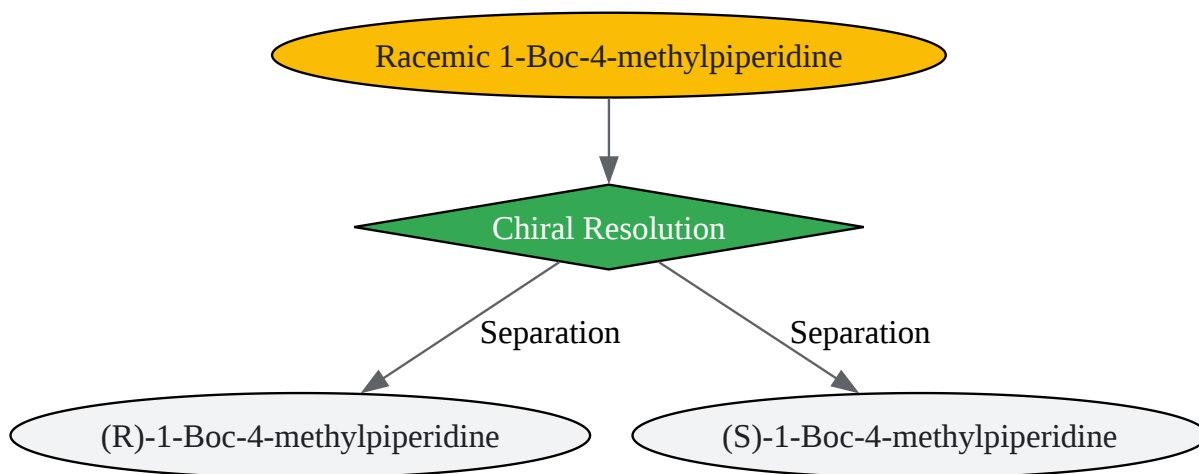 Racemic 1-Boc-4-methylpiperidine
Chiral Resolution
Separation
Separation
(R)-1-Boc-4-methylpiperidine
(S)-1-Boc-4-methylpiperidine